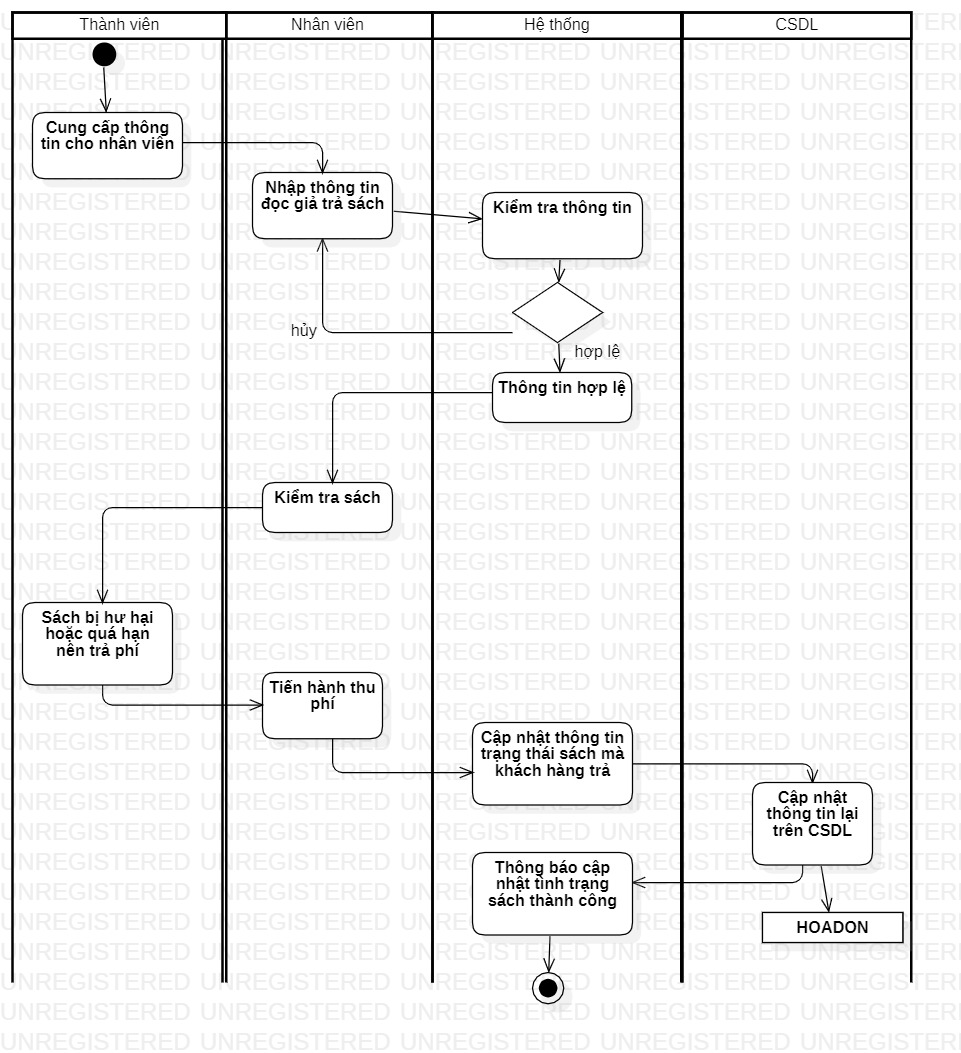 Thành viên
Nhân viên
Hệ thống
CSDL
Cung cấp thông
tin cho nhân viên
Nhập thông tin
đọc giả trả sách
Kiểm tra thông tin
hủy
hợp lệ
Thông tin hợp lệ
Kiểm tra sách
Sách bị hư hại
hoặc quá hạn
nên trả phí
Tiến hành thu
phí
Cập nhật thông tin
trạng thái sách mà
khách hàng trả
Cập nhật
thông tin lại
trên CSDL
Thông báo cập
nhật tình trạng
sách thành công
HOADON
UNREGISTERED